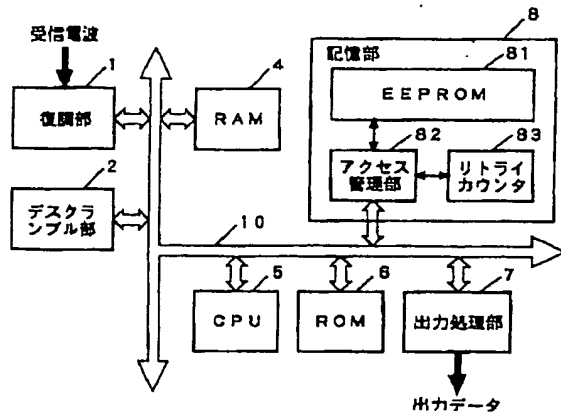 受信電波
1
復調部
2
デスクラ
ンブル部
4
RAM
8
記憶部
81
EEPROM
82
アクセス
管理部
83
リトライ
カウンタ
10
5
CPU
6
ROM
7
出力処理部
出力データ